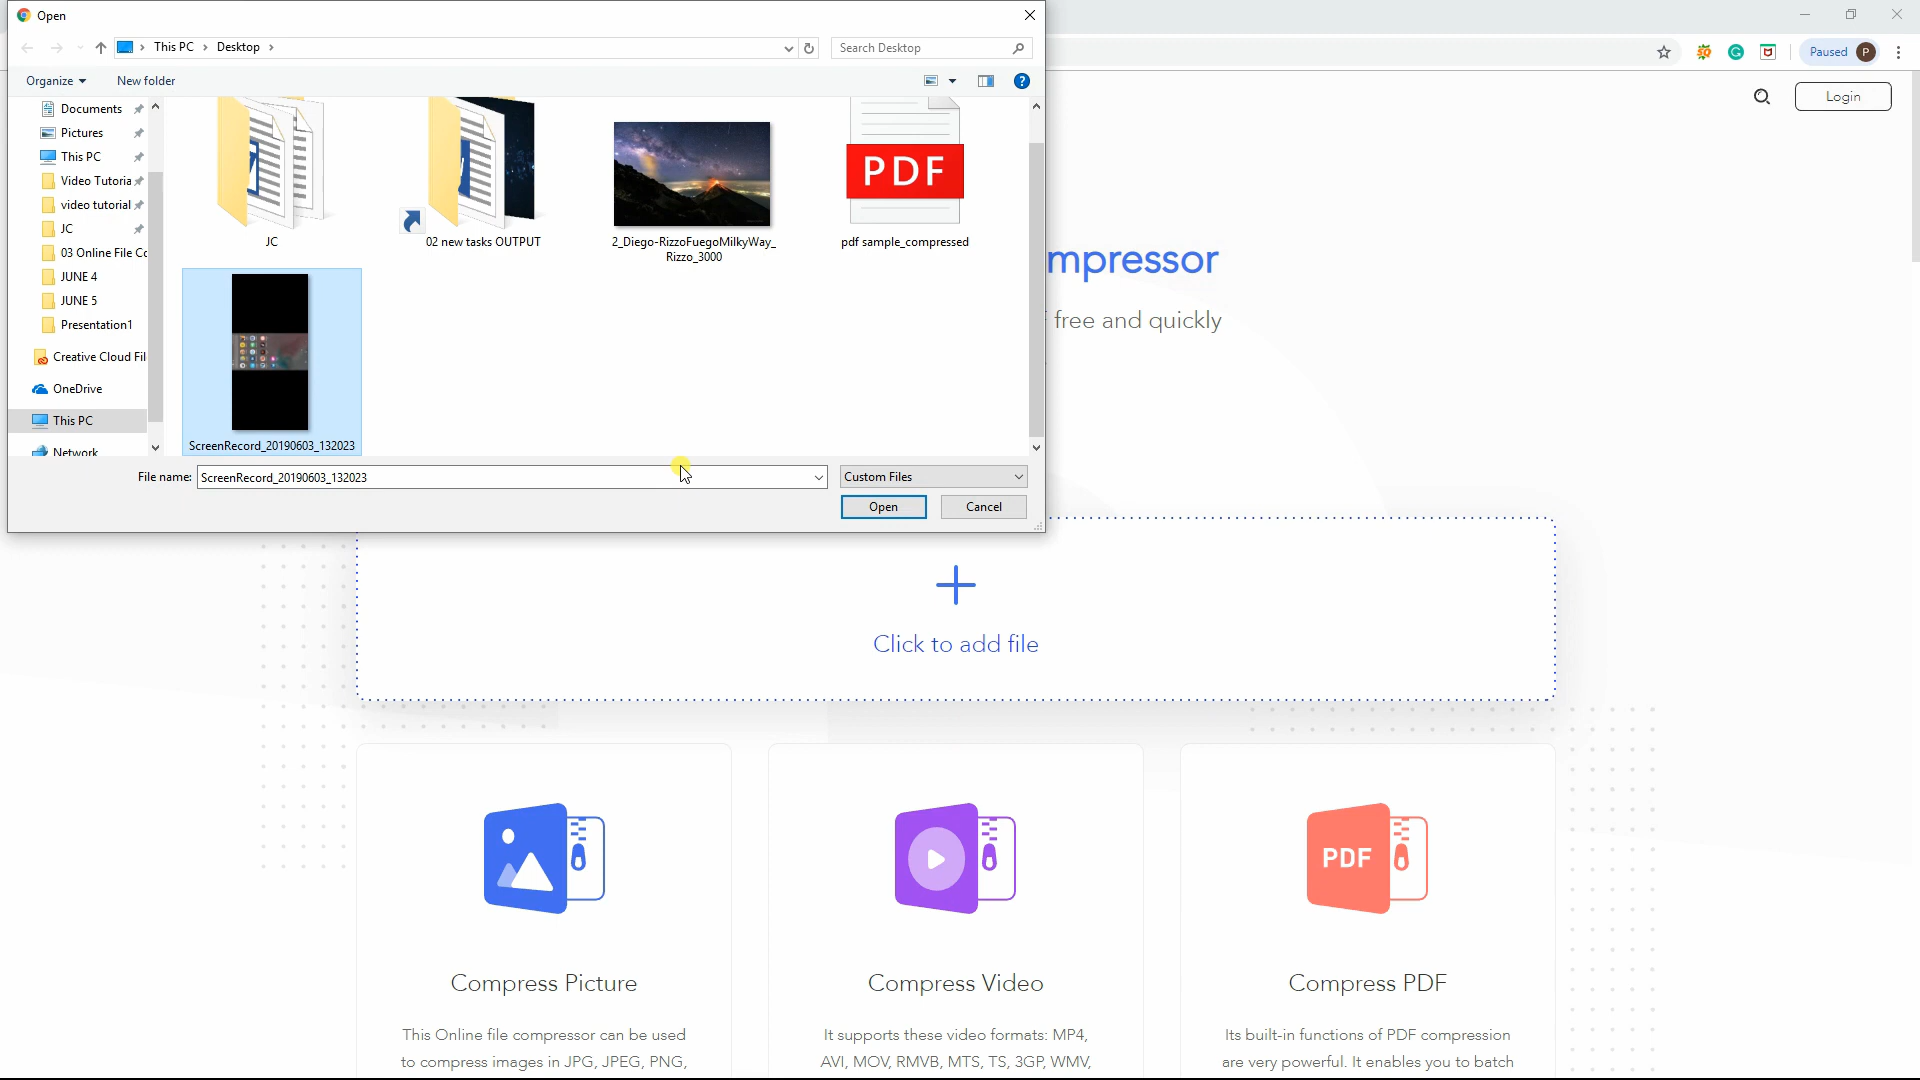 Open
This PC
Desktop
Search Desktop
Paused
P
Organize
New folder
Login
Documents
Pictures
This PC
Video Tutoria
video tutorial
JC
03 Online File Co
JUNE 4
JUNE 5
Presentation1
Creative Cloud Fil
OneDrive
This PC
Network
JC
02 new tasks OUTPUT
2_Diego-RizzoFuegoMilkyWay_
Rizzo_3000
PDF
pdf sample_compressed
ScreenRecord_20190603_132023
File name:
ScreenRecord_20190603_132023
Custom Files
Open
Cancel
mpressor
free and quickly
Click to add file
PDF
Compress Picture
This Online file compressor can be used
to compress images in JPG, JPEG, PNG,
Compress Video
It supports these video formats: MP4,
AVI, MOV, RMVB, MTS, TS, 3GP, WMV,
Compress PDF
Its built-in functions of PDF compression
are very powerful. It enables you to batch